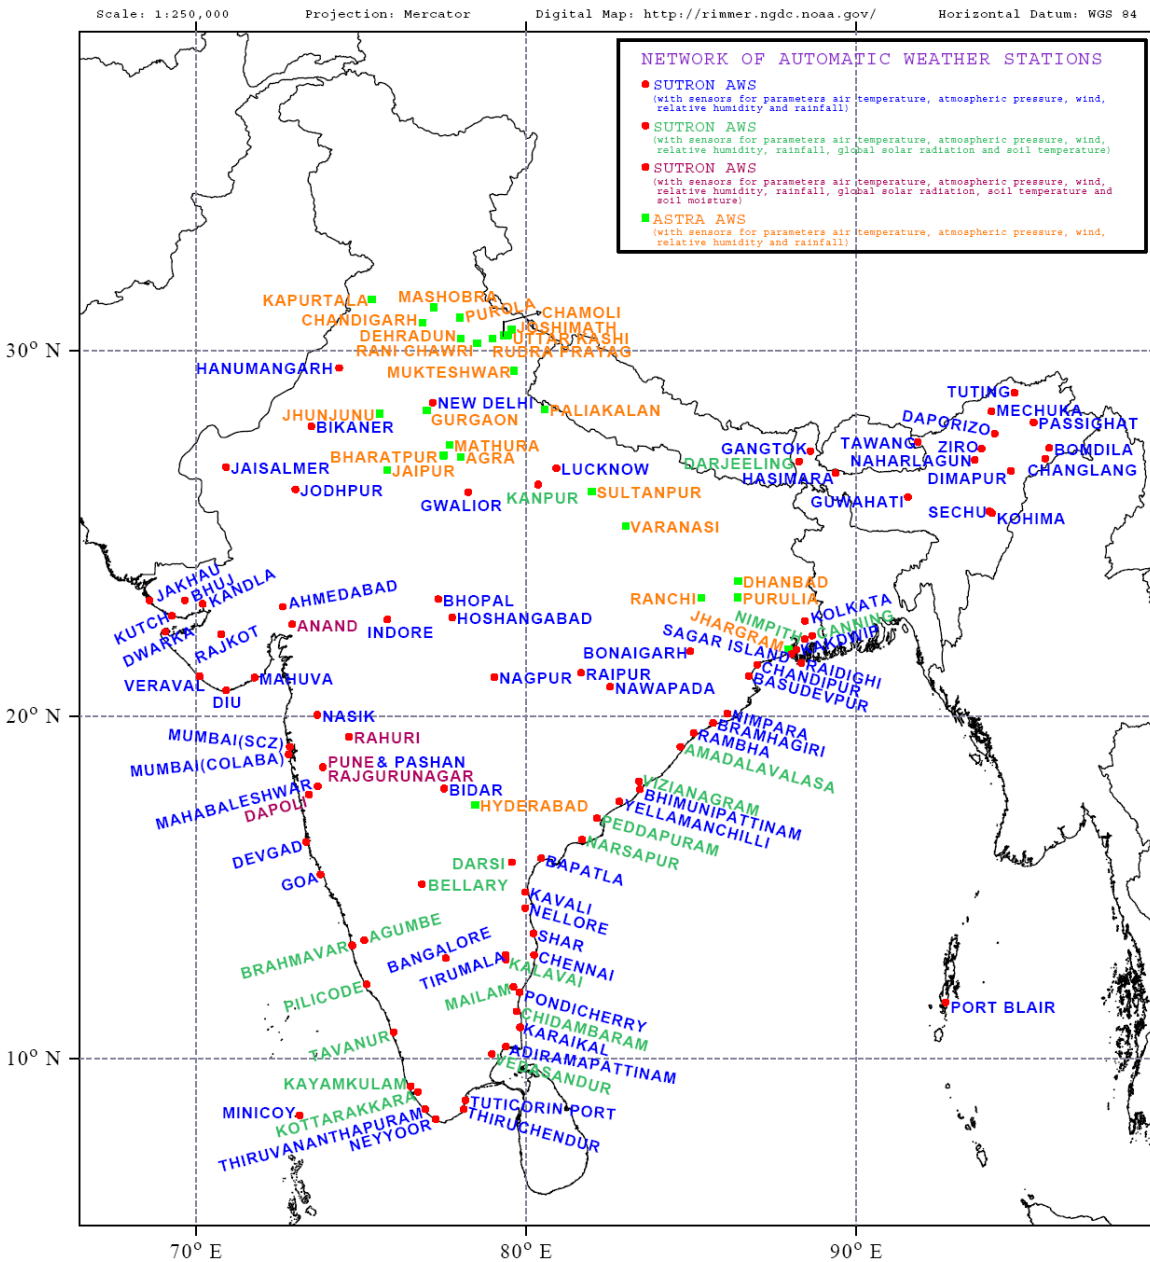 Scale: 1:250,000 Projection: Mercator Digital Map: http://rimmer.ngdc.noaa.gov/ Horizontal Datum: WGS 84
NETWORK OF AUTOMATIC WEATHER STATIONS
SUTRON AWS
(with sensors for parameters air temperature, atmospheric pressure, wind,
relative humidity and rainfall)
SUTRON AWS
(with sensors for parameters air temperature, atmospheric pressure, wind,
relative humidity, rainfall, global solar radiation and soil temperature)
SUTRON AWS
(with sensors for parameters air temperature, atmospheric pressure, wind,
relative humidity, rainfall, global solar radiation, soil temperature and
soil moisture)
ASTRA AWS
(with sensors for parameters air temperature, atmospheric pressure, wind,
relative humidity and rainfall)
KAPURTALA
MASHOBRA
PUROLA
CHAMOLI
CHANDIGARH
JOSHIMATH
DEHRADUN
UTTAR KASHI
RANI CHAWRI
RUDRA PRAYAG
30° N
HANUMANGARH
MUKTESHWAR
TUTING
NEW DELHI
JHUNJUNU
GURGAON
PALIAKALAN
MECHUKA
DAPORIZO
PASSIGHAT
BIKANER
MATHURA
BHARATPUR
AGRA
GANGTOK
TAWANG
ZIRO
BOMDILA
JAISALMER
JAIPUR
LUCKNOW
DARJEELING
NAHARLAGUN
CHANGLANG
HASIMARA
DIMAPUR
JODHPUR
KANPUR
SULTANPUR
GWALIOR
GUWAHATI
SECHU
KOHIMA
VARANASI
DHANBAD
JAKHAU
BHUJ
KANDLA
AHMEDABAD
BHOPAL
RANCHI
PURULIA
KUTCH
ANAND
INDORE
HOSHANGABAD
KOLKATA
DWARKA
RAJKOT
NIMPITH
CANNING
JHARGRAM
KAKDWIP
BONAIGARH
SAGAR ISLAND
RAIDIGHI
VERAVAL
MAHUVA
NAGPUR
RAIPUR
CHANDIPUR
DIU
NAWAPADA
BASUDEVPUR
20° N
NASIK
NIMPARA
BRAMHAGIRI
MUMBAI(SCZ)
RAHURI
RAMBHA
MUMBAI(COLABA)
AMADALAVALASA
PUNE & PASHAN
RAJGURUNAGAR
MAHABALESHWAR
BIDAR
VIZIANAGRAM
DAPOLI
HYDERABAD
BHIMUNIPATTINAM
YELLAMANCHILLI
PEDDAPURAM
DEVGAD
NARSAPUR
DARSI
BAPATLA
GOA
BELLARY
KAVALI
NELLORE
BRAHMAVAR
AGUMBE
SHAR
BANGALORE
TIRUMALA
CHENNAI
KALAVAI
PILICODE
MAILAM
PONDICHERRY
PORT BLAIR
CHIDAMBARAM
TAVANUR
KARAIKAL
10° N
ADIRAMAPATTINAM
VEDASANDUR
KAYAMKULAM
MINICOY
KOTTARAKKARA
TUTICORIN PORT
THIRUVANANTHAPURAM
NEYYOOR
THIRUCHENDUR
70° E 80° E 90° E